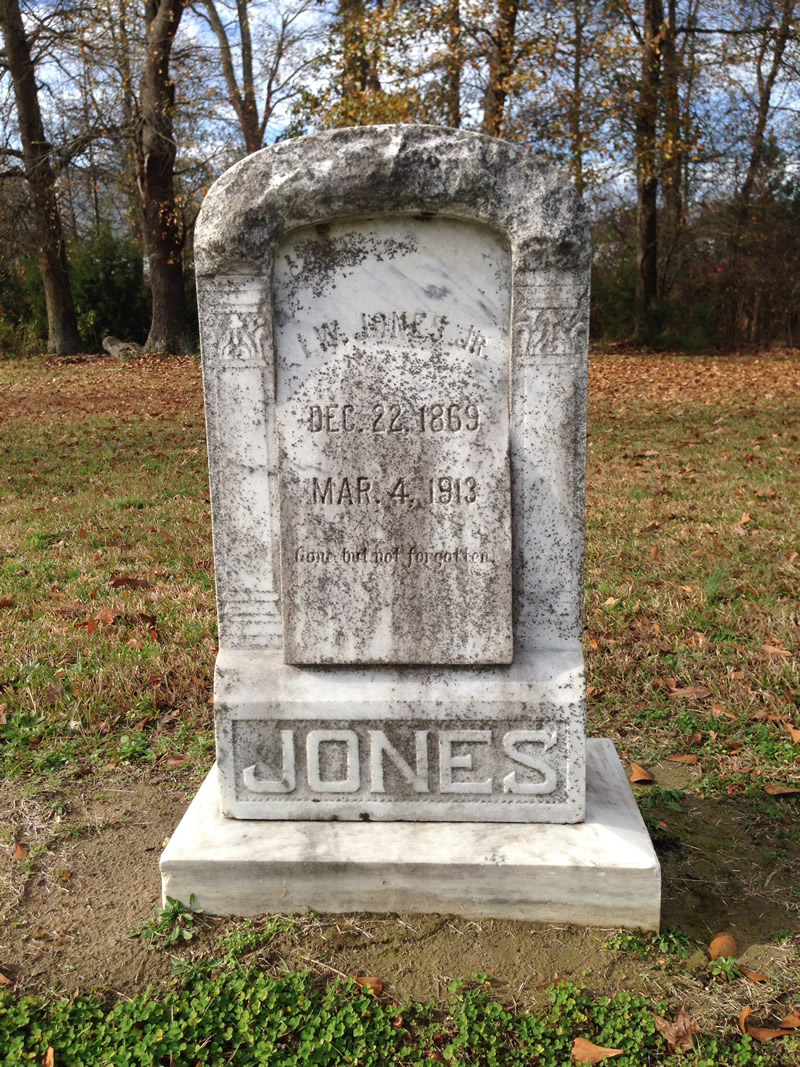 I.W. JONES, JR.
DEC. 22, 1869
MAR. 4, 1913
Gone, but not forgotten.
JONES